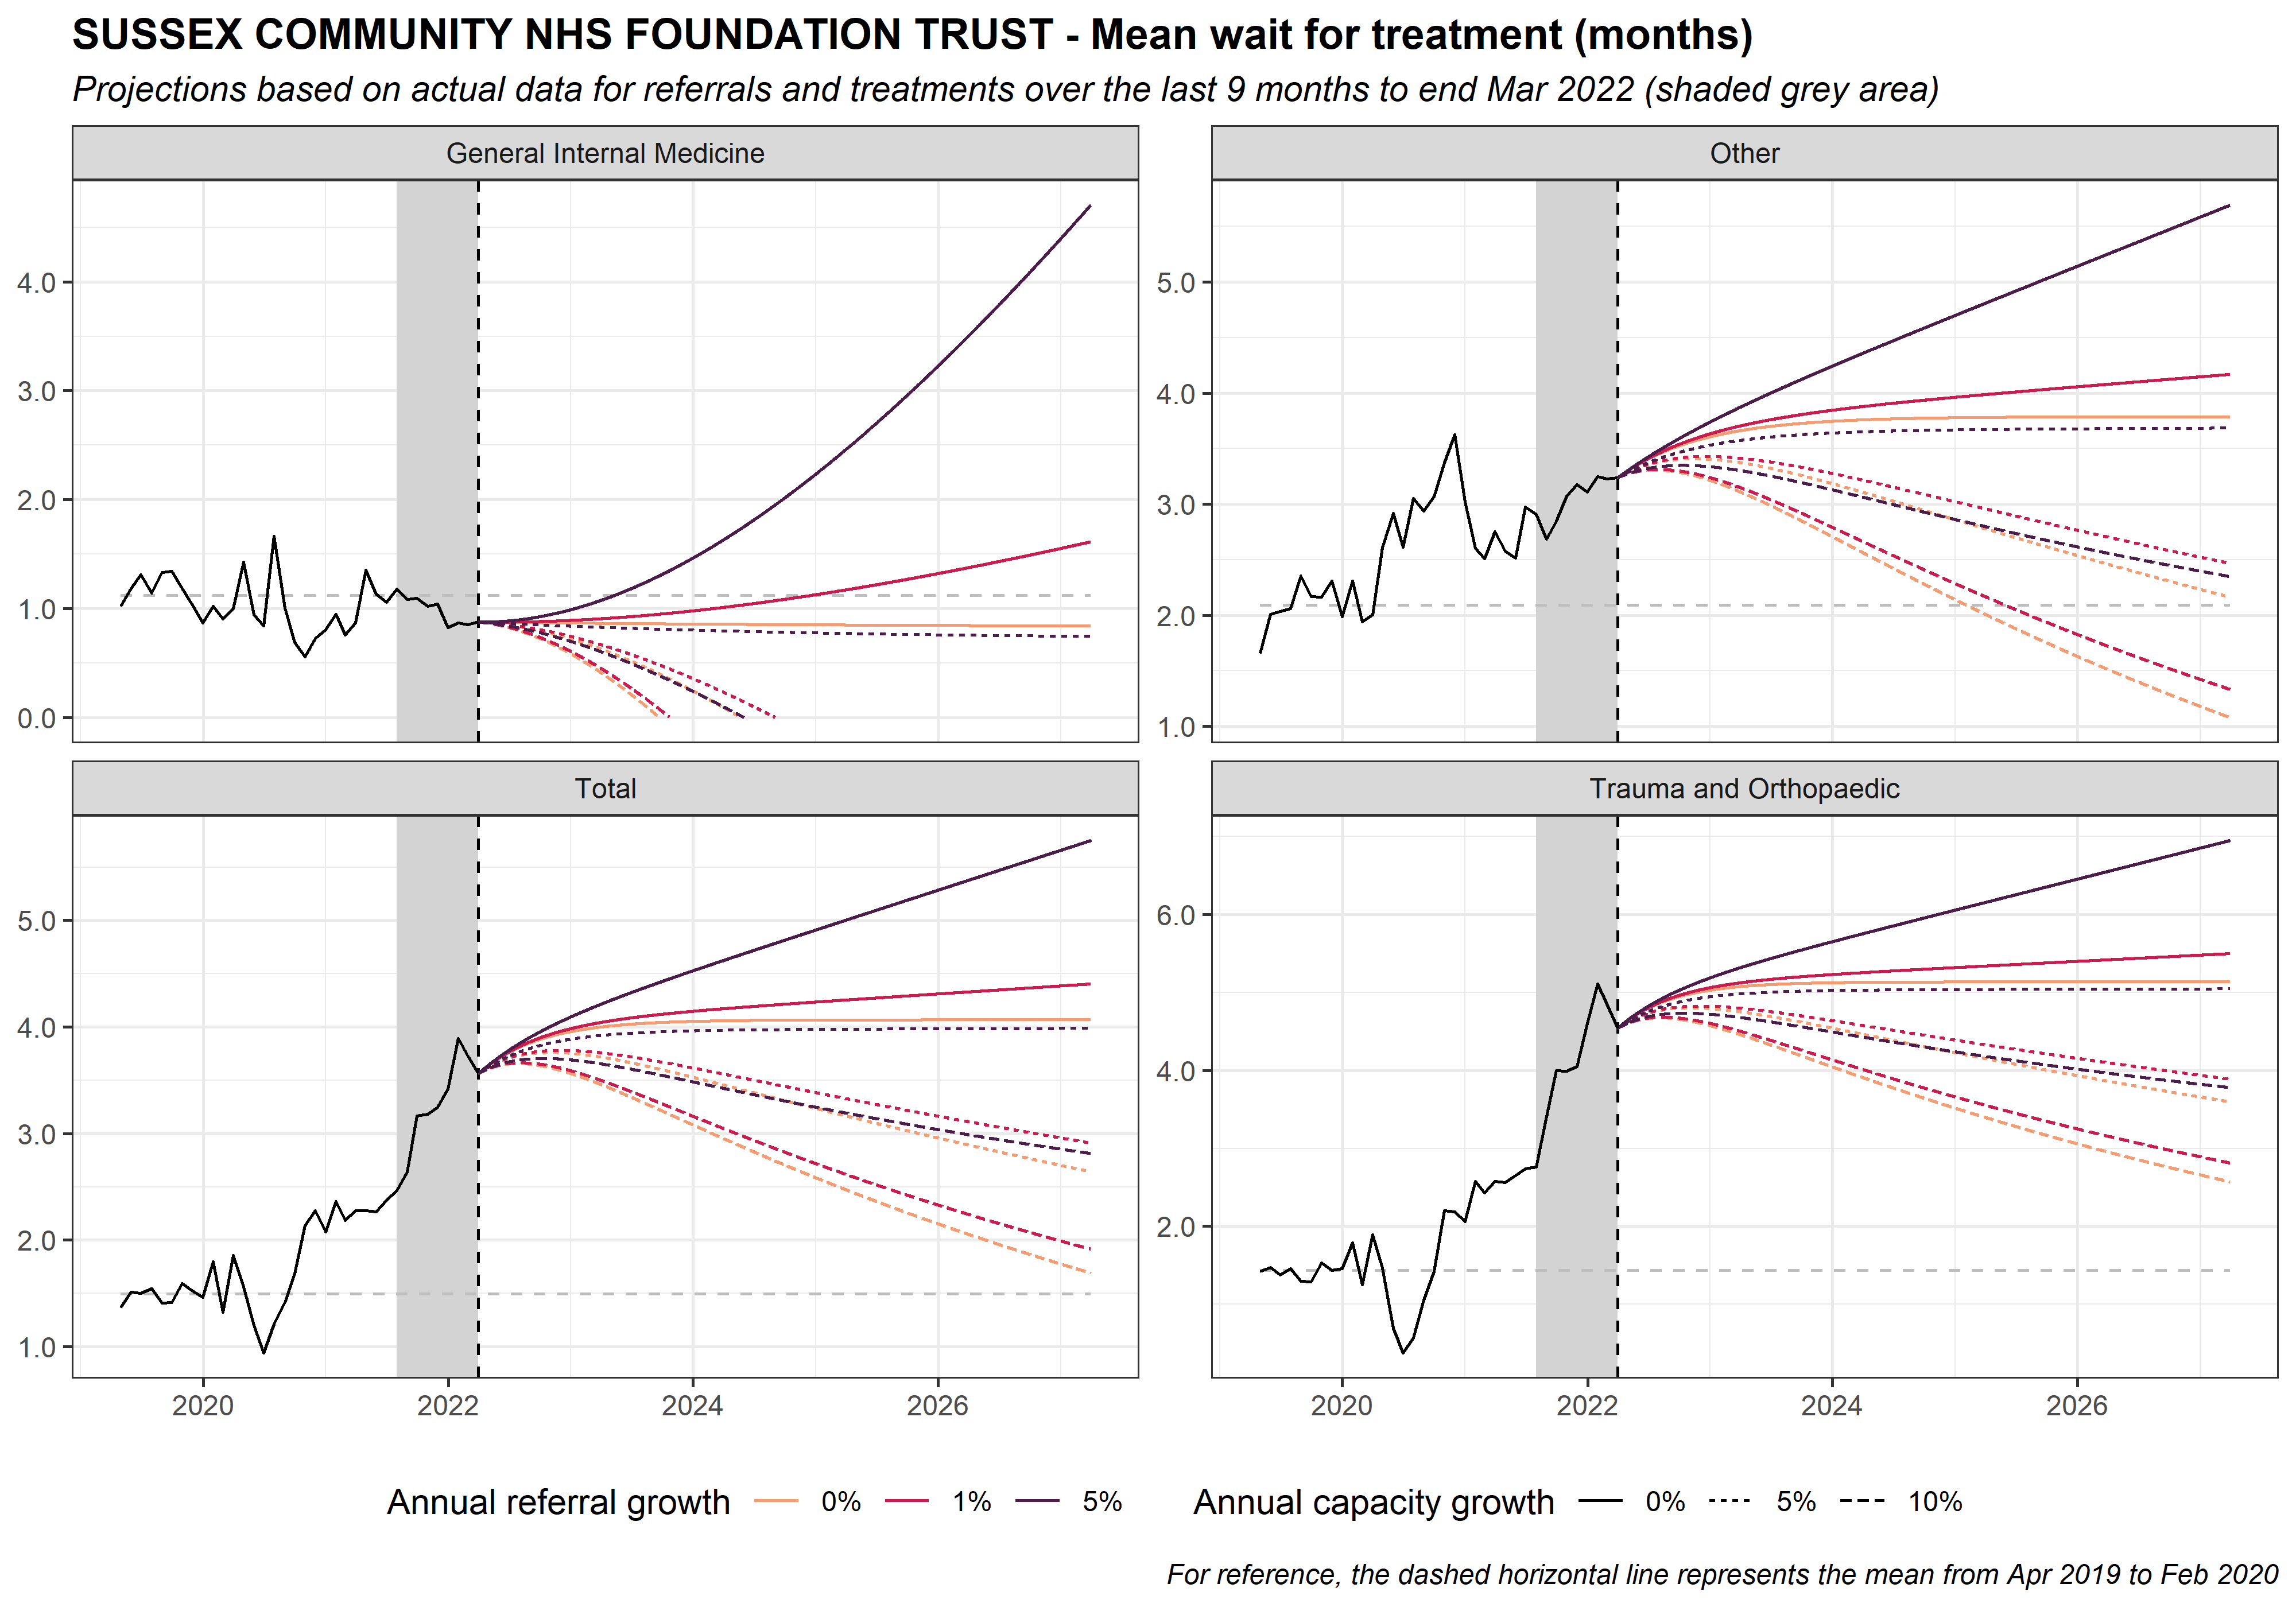 SUSSEX COMMUNITY NHS FOUNDATION TRUST - Mean wait for treatment (months)
Projections based on actual data for referrals and treatments over the last 9 months to end Mar 2022 (shaded grey area)
General Internal Medicine
4.0
3.0
2.0
1.0
0.0
Other
5.0
4.0
3.0
2.0
1.0
Total
5.0
4.0
3.0
2.0
1.0
2020 2022 2024 2026
Trauma and Orthopaedic
6.0
4.0
2.0
2020 2022 2024 2026
Annual referral growth 0% 1% 5%
Annual capacity growth 0% 5% 10%
For reference, the dashed horizontal line represents the mean from Apr 2019 to Feb 2020